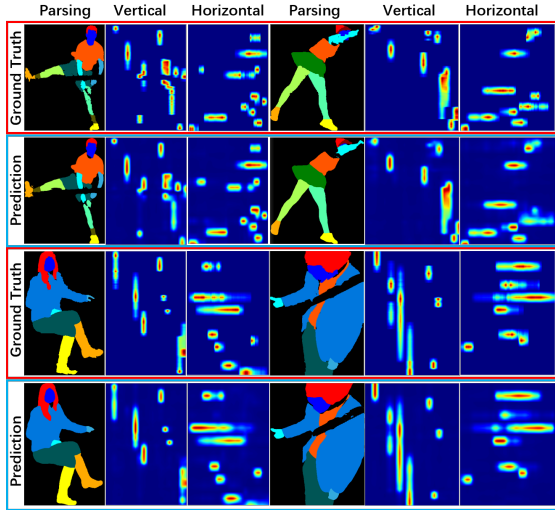 Parsing Vertical Horizontal Parsing Vertical Horizontal
Ground Truth
Prediction
Ground Truth
Prediction